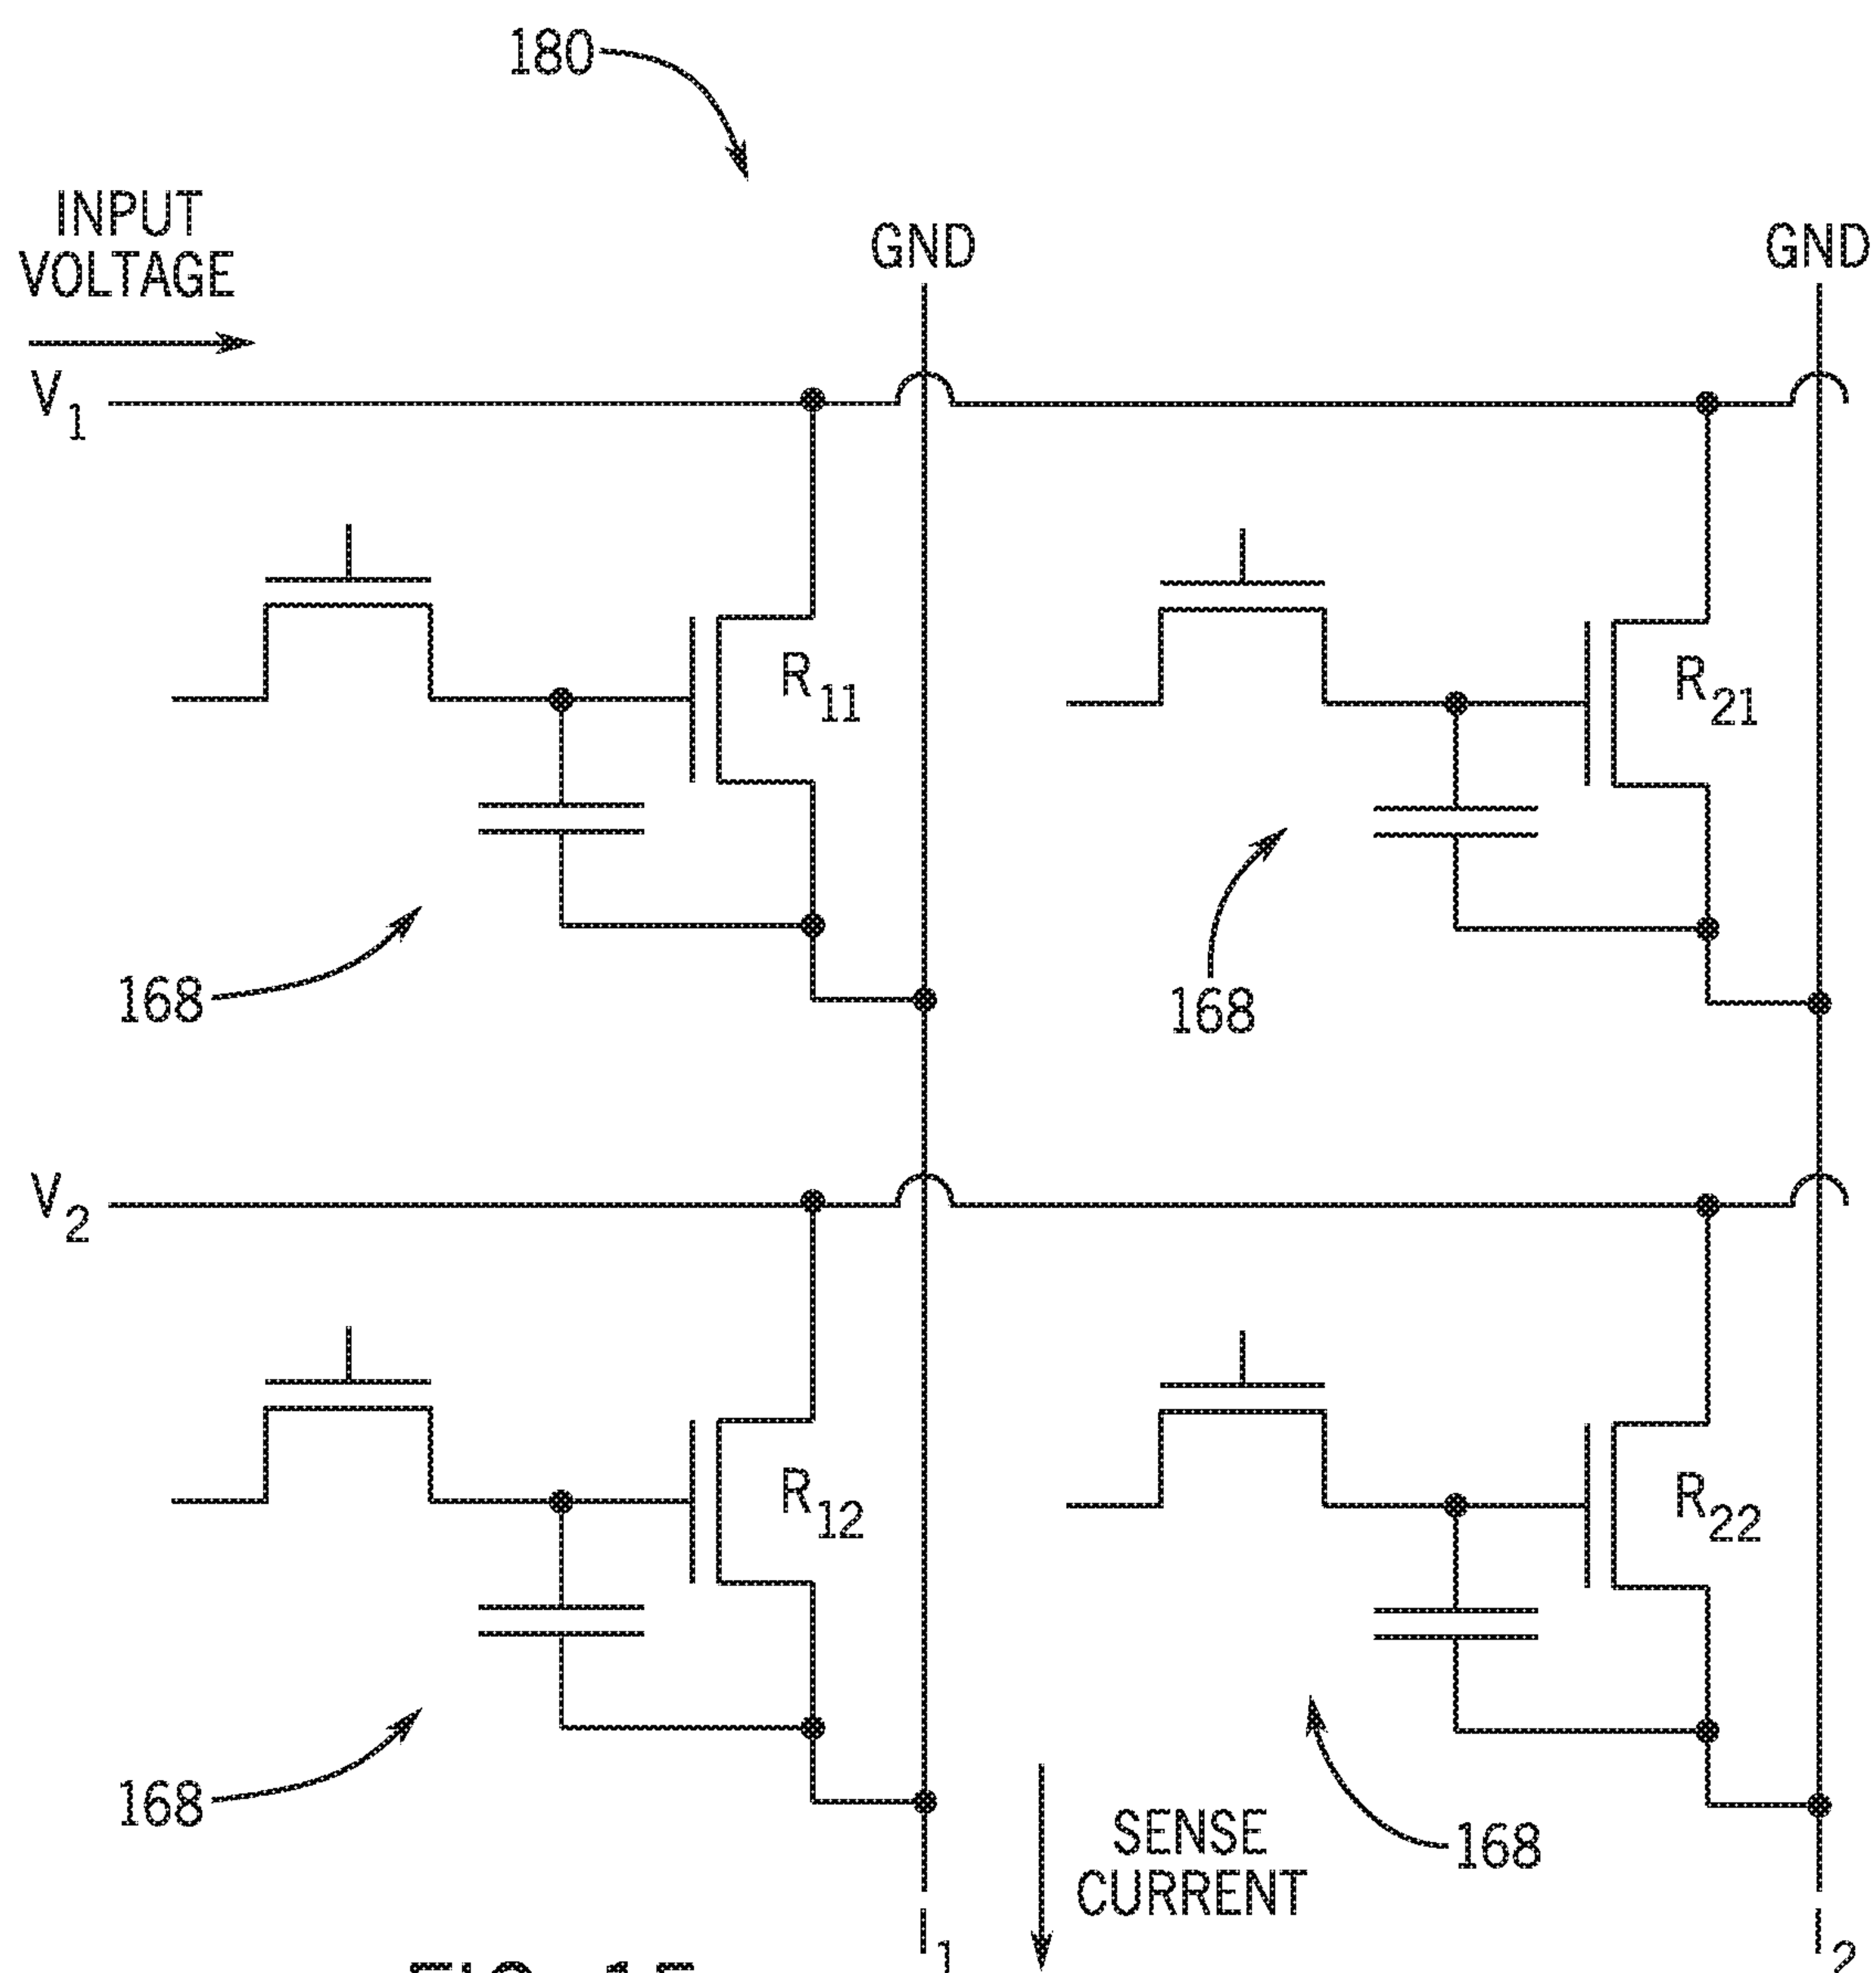 180
INPUT
VOLTAGE
GND
GND
V1
R11
R21
168
168
V2
R12
R22
168
168
SENSE
CURRENT
I1
I2